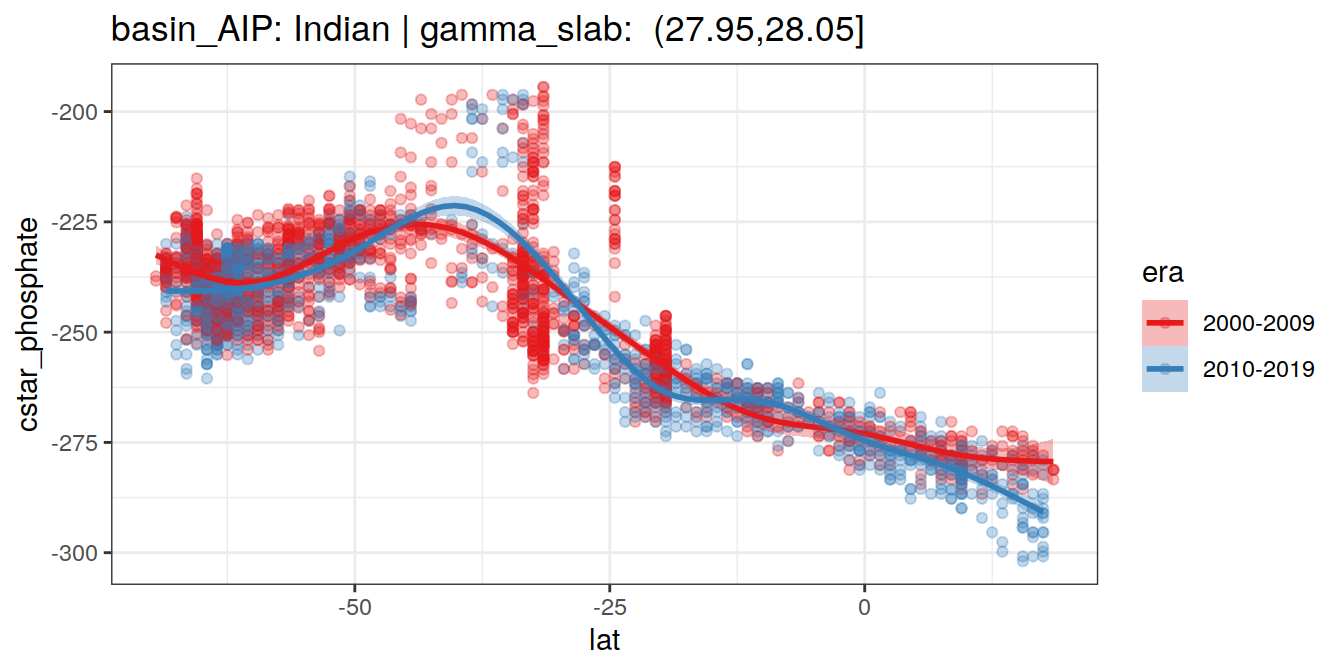 basin_AIP: Indian | gamma_slab:  (27.95,28.05]
cstar_phosphate
-200
-225
-250
-275
-300
-50
-25
0
lat
era
2000-2009
2010-2019